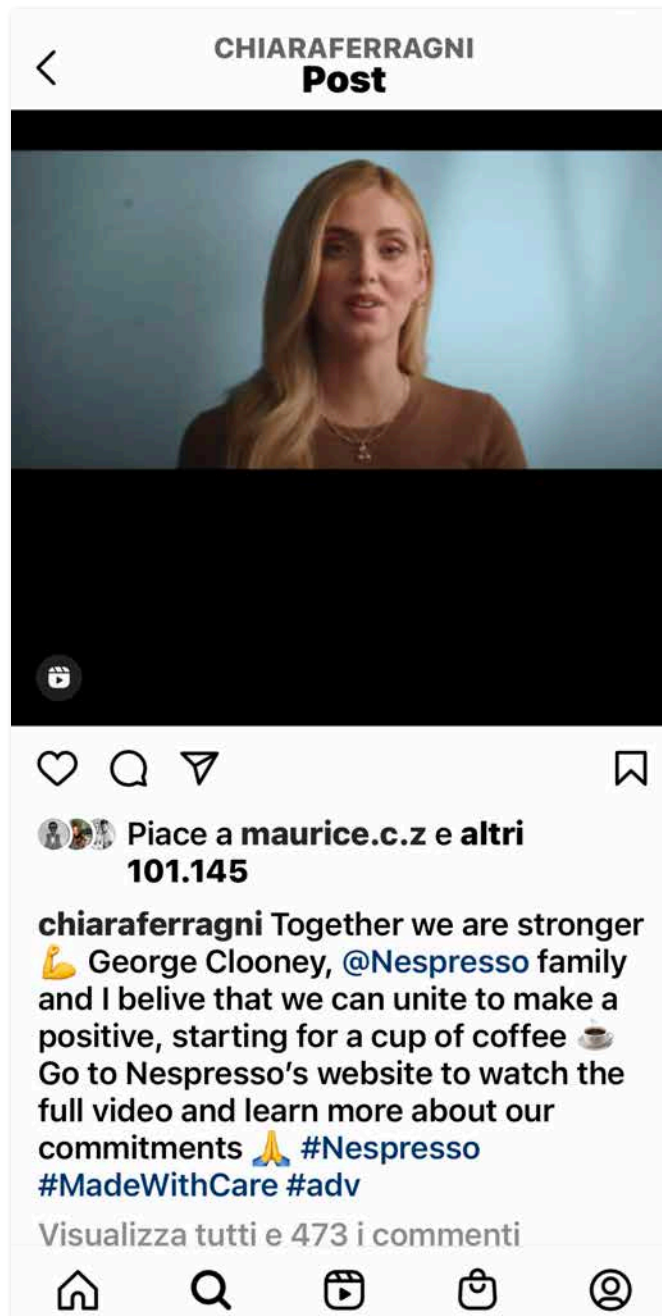 CHIARAFERRAGNI
Post
Piace a maurice.c.z e altri
101.145
chiaraferragni Together we are stronger
💪 George Clooney, @Nespresso family
and I belive that we can unite to make a
positive, starting for a cup of coffee ☕
Go to Nespresso’s website to watch the
full video and learn more about our
commitments 🙏 #Nespresso
#MadeWithCare #adv
Visualizza tutti e 473 i commenti